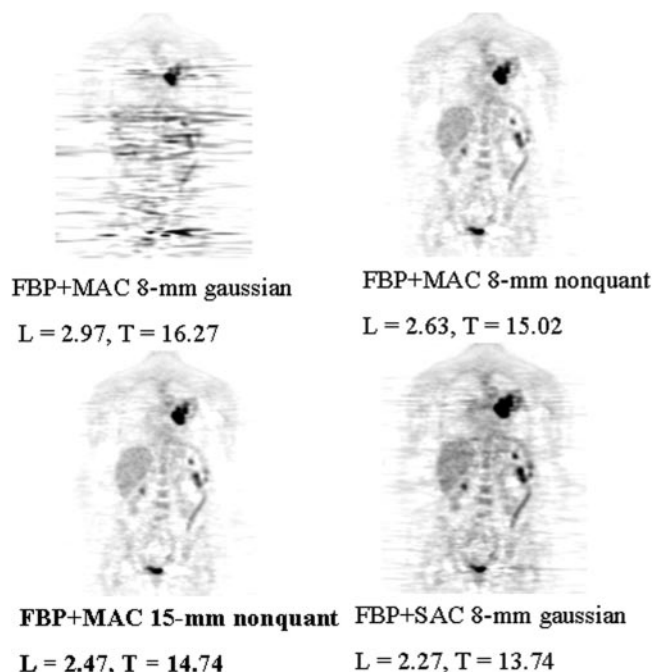 FBP+MAC 8-mm gaussian
L = 2.97, T = 16.27
FBP+MAC 8-mm nonquant
L = 2.63, T = 15.02
FBP+MAC 15-mm nonquant
L = 2.47, T = 14.74
FBP+SAC 8-mm gaussian
L = 2.27, T = 13.74